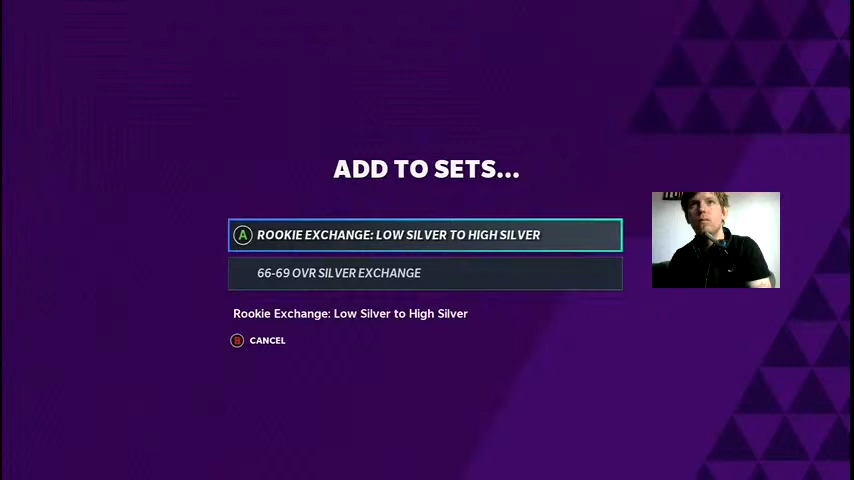 ADD TO SETS...
A ROOKIE EXCHANGE: LOW SILVER TO HIGH SILVER
66-69 OVR SILVER EXCHANGE
Rookie Exchange: Low Silver to High Silver
B CANCEL